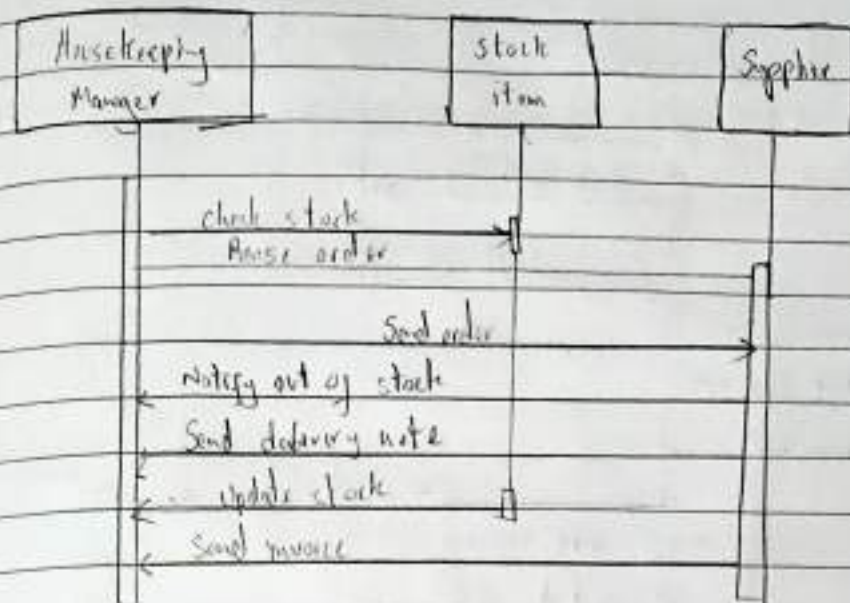 Housekeeping
Manager
stock
item
Supplier
check stock
Raise order
Send order
Notify out of stock
Send delivery note
update stock
Send invoice